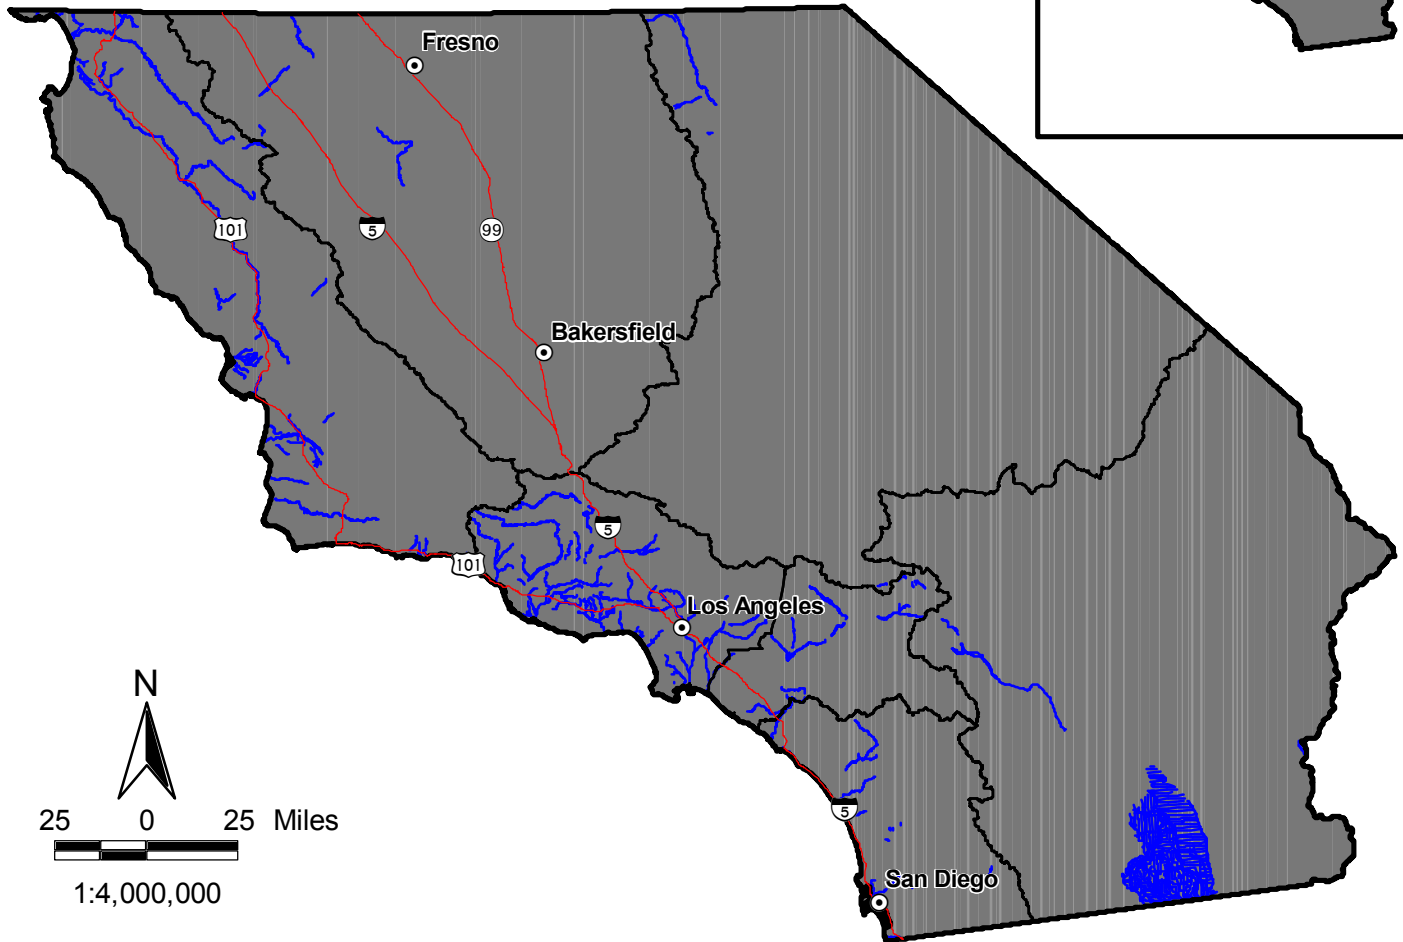 Fresno
101
5
99
Bakersfield
5
101
Los Angeles
N
25 0 25 Miles
1:4,000,000
5
San Diego